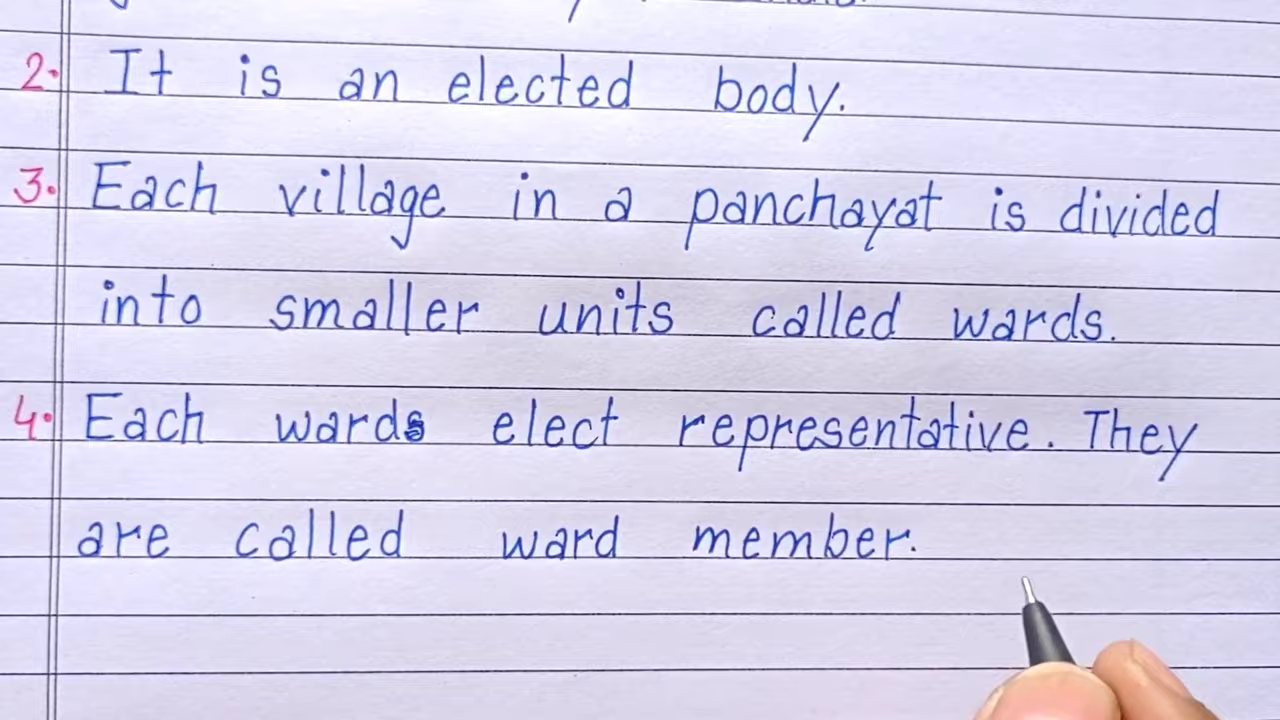 2. It is an elected body.
3. Each village in a panchayat is divided
into smaller units called wards.
4. Each wards elect representative. They
are called ward member.